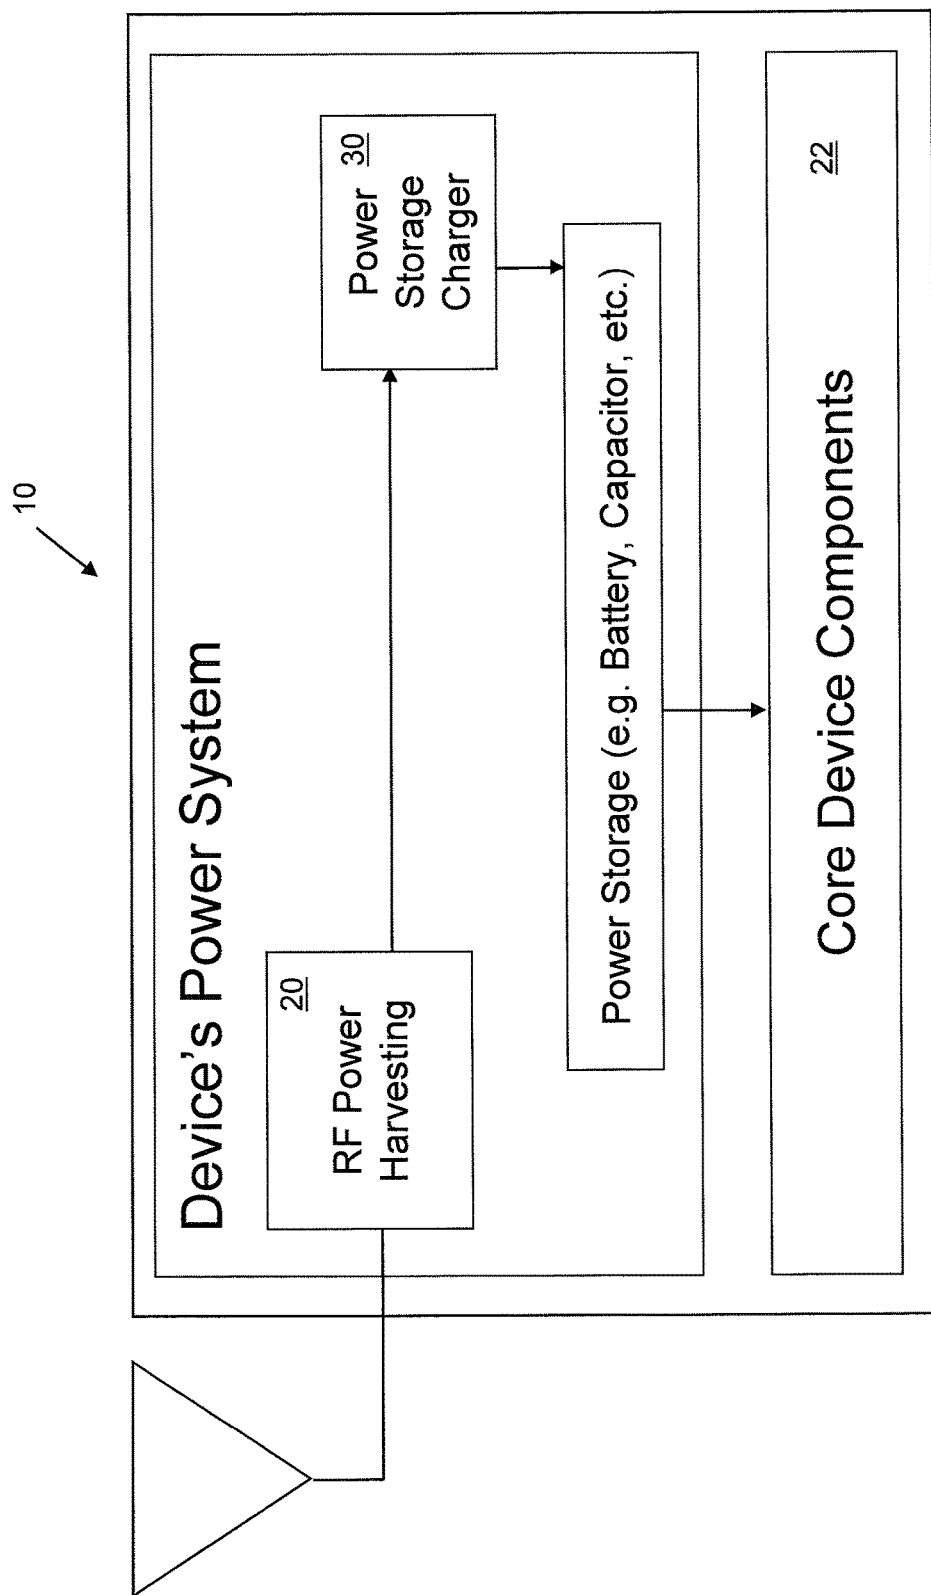 10
Device's Power System
20
RF Power
Harvesting
30
Power
Storage
Charger
Power Storage (e.g. Battery, Capacitor, etc.)
22
Core Device Components